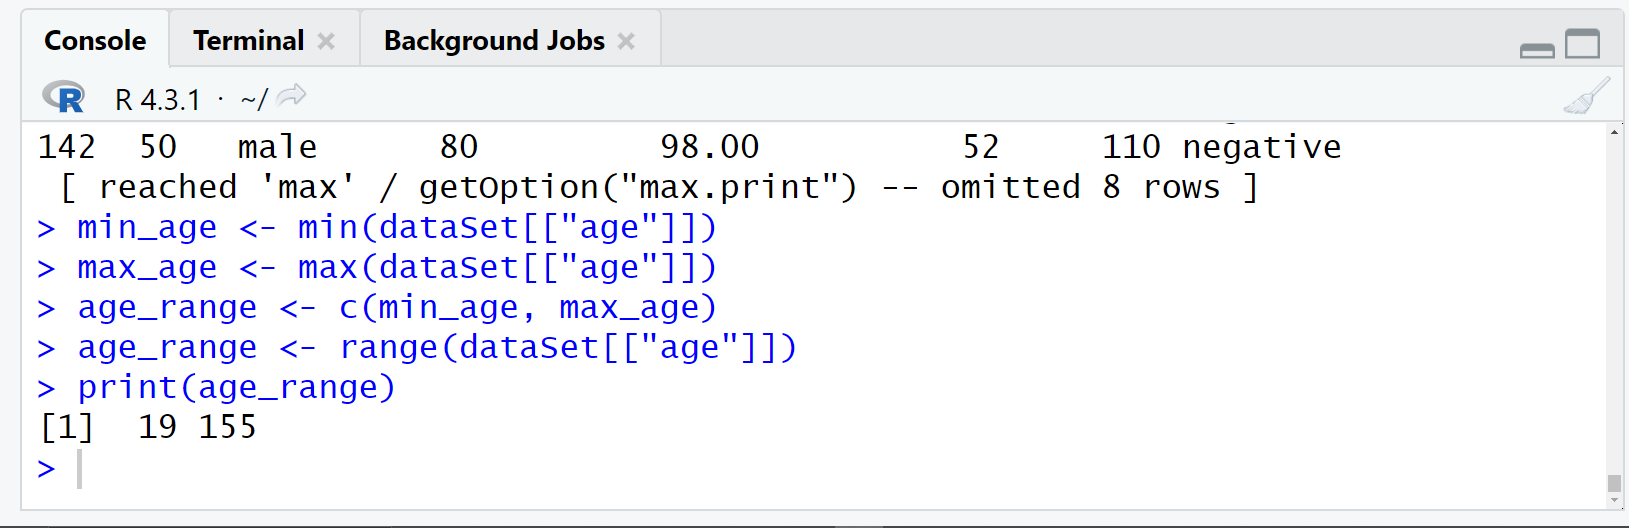 Console Terminal Background Jobs
R R 4.3.1 · ~/
142 50 male 80 98.00 52 110 negative
[ reached 'max' / getOption("max.print") -- omitted 8 rows ]
> min_age <- min(dataSet[["age"]])
> max_age <- max(dataSet[["age"]])
> age_range <- c(min_age, max_age)
> age_range <- range(dataSet[["age"]])
> print(age_range)
[1] 19 155
>